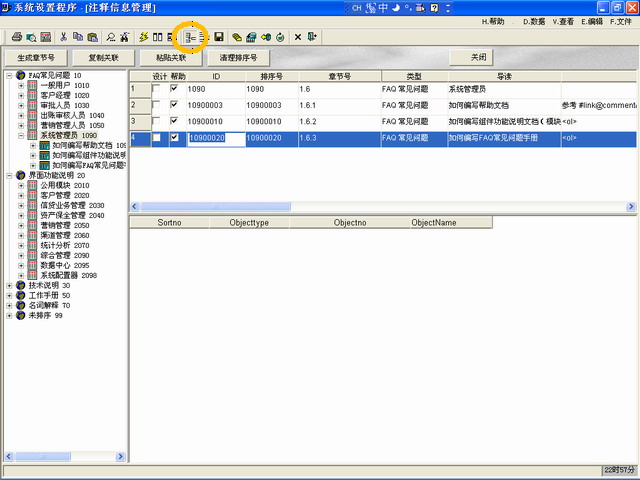 系统设置程序 - [注释信息管理]
CH 中
H.帮助 . D.数据 V.查看 E.编辑 F.文件
生成章节号 复制关联 粘贴关联 清理排序号 关闭
FAQ常见问题 10
一般用户 1010
客户经理 1020
审批人员 1030
出账审核人员 1040
营销管理人员 1050
系统管理员 1090
如何编写帮助文档 109
如何编写组件功能说明
如何编写FAQ常见问题
界面功能说明 20
公用模块 2010
客户管理 2020
信贷业务管理 2030
资产保全管理 2040
营销管理 2050
渠道管理 2060
统计分析 2070
综合管理 2090
数据中心 2095
系统配置器 2098
技术说明 30
工作手册 50
名词解释 70
未排序 99
设计 帮助 ID 排序号 章节号 类型 导读
1 1090 1090 1.6 FAQ 常见问题 系统管理员
2 10900003 10900003 1.6.1 FAQ 常见问题 如何编写帮助文档 参考 #link@comment
3 10900010 10900010 1.6.2 FAQ 常见问题 如何编写组件功能说明文档(模块 <ol>
4 10900020 10900020 1.6.3 FAQ 常见问题 如何编写FAQ常见问题手册 <ol>
Sortno Objecttype Objectno ObjectName
22时57分